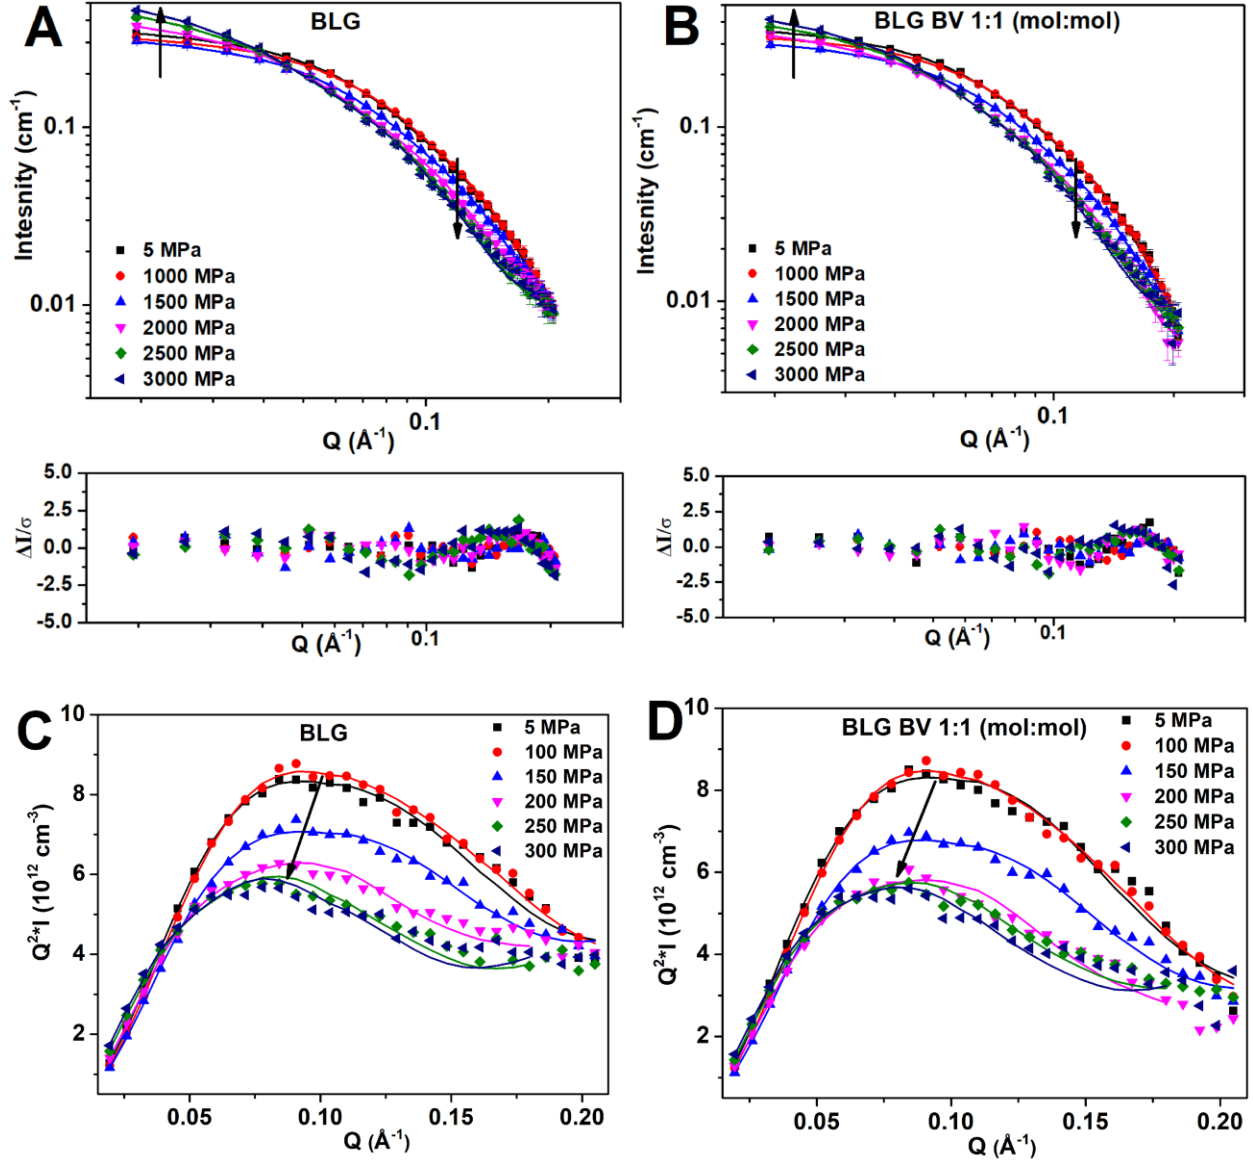 A
BLG
Intesnity (cm-1)
0.1
0.01
5 MPa
1000 MPa
1500 MPa
2000 MPa
2500 MPa
3000 MPa
0.1
Q (Å-1)
B
BLG BV 1:1 (mol:mol)
Intesnity (cm-1)
0.1
0.01
5 MPa
1000 MPa
1500 MPa
2000 MPa
2500 MPa
3000 MPa
0.1
Q (Å-1)
ΔI/σ
5.0
2.5
0.0
-2.5
-5.0
Q (Å-1)
0.1
ΔI/σ
5.0
2.5
0.0
-2.5
-5.0
Q (Å-1)
0.1
C
BLG
Q2*I (1012 cm-3)
10
8
6
4
2
5 MPa
100 MPa
150 MPa
200 MPa
250 MPa
300 MPa
0.05
0.10
0.15
0.20
Q (Å-1)
D
BLG BV 1:1 (mol:mol)
Q2*I (1012 cm-3)
10
8
6
4
2
5 MPa
100 MPa
150 MPa
200 MPa
250 MPa
300 MPa
0.05
0.10
0.15
0.20
Q (Å-1)